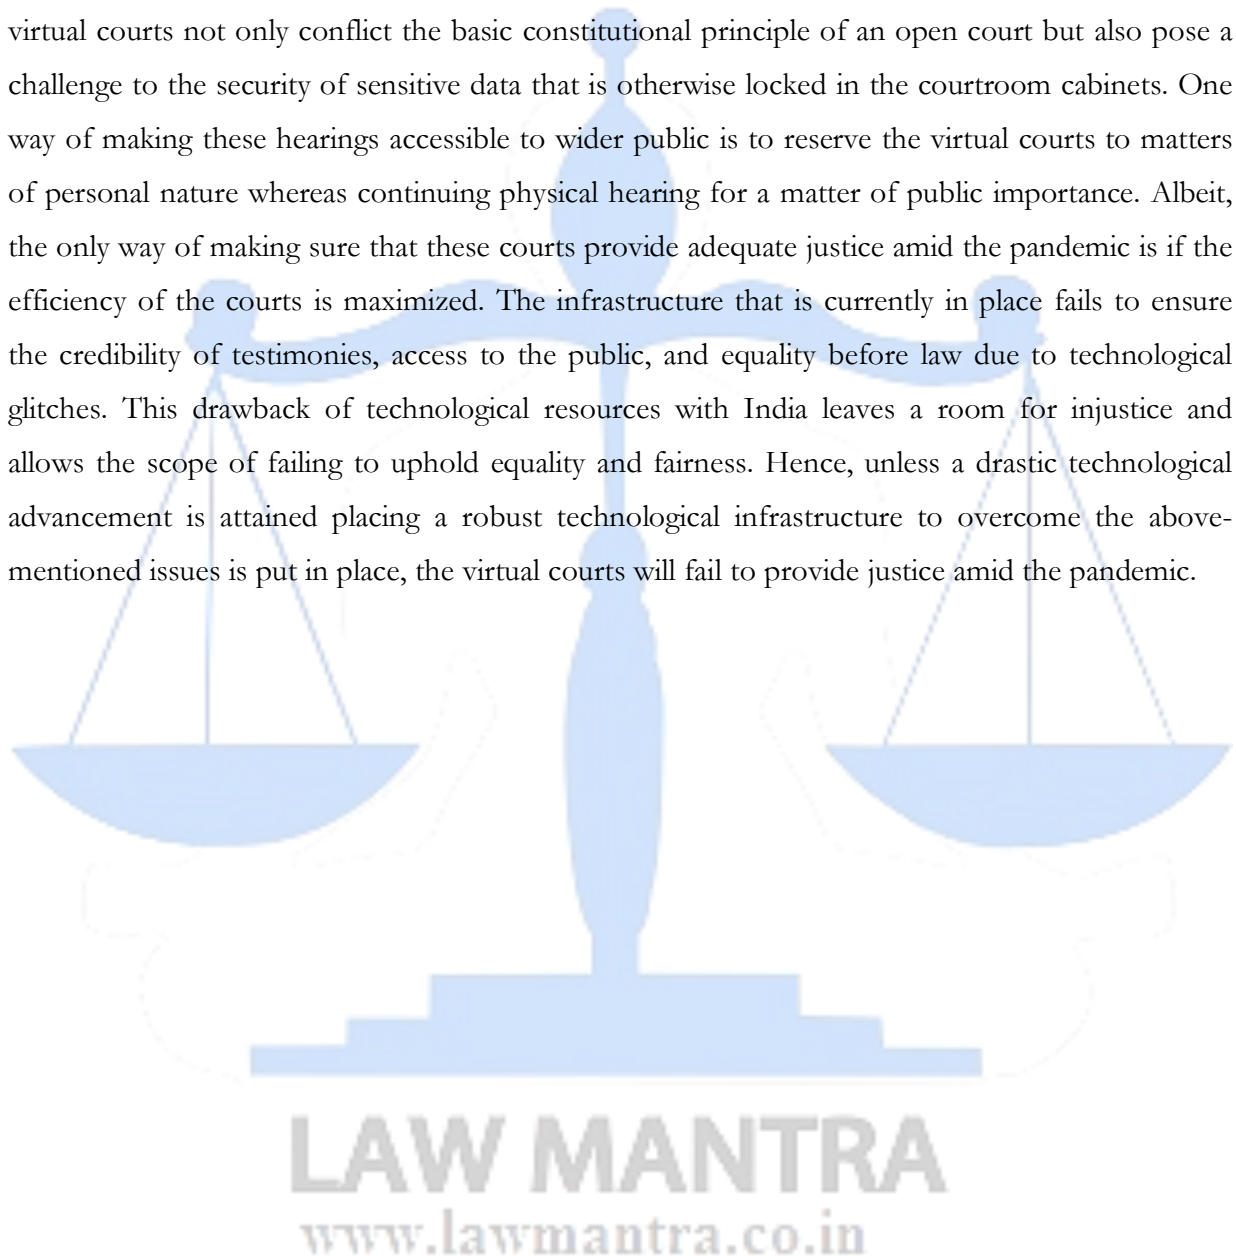 virtual courts not only conflict the basic constitutional principle of an open court but also pose a
challenge to the security of sensitive data that is otherwise locked in the courtroom cabinets. One
way of making these hearings accessible to wider public is to reserve the virtual courts to matters
of personal nature whereas continuing physical hearing for a matter of public importance. Albeit,
the only way of making sure that these courts provide adequate justice amid the pandemic is if the
efficiency of the courts is maximized. The infrastructure that is currently in place fails to ensure
the credibility of testimonies, access to the public, and equality before law due to technological
glitches. This drawback of technological resources with India leaves a room for injustice and
allows the scope of failing to uphold equality and fairness. Hence, unless a drastic technological
advancement is attained placing a robust technological infrastructure to overcome the above-
mentioned issues is put in place, the virtual courts will fail to provide justice amid the pandemic.
LAW MANTRA
www.lawmantra.co.in